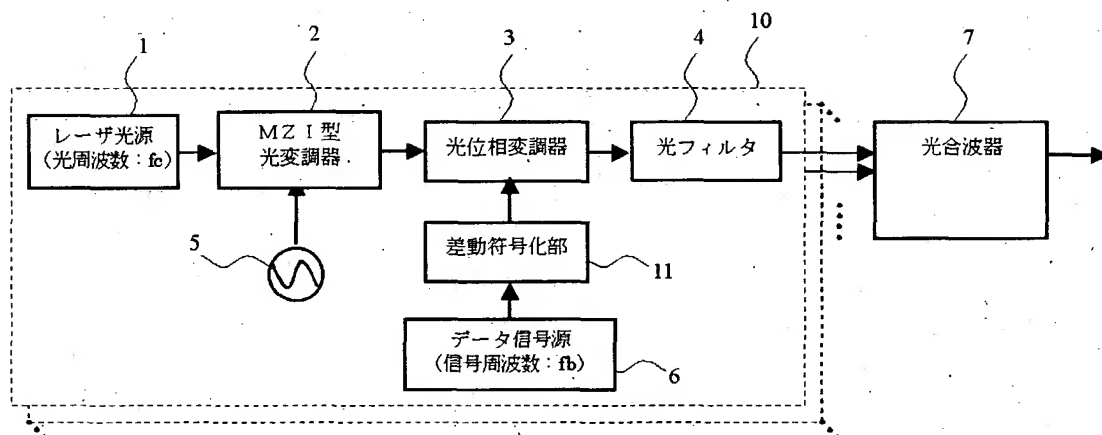 1
2
3
4
10
7
レーザ光源
(光周波数:fc)
ＭＺＩ型
光変調器
光位相変調器
光フィルタ
光合波器
5
差動符号化部
11
データ信号源
(信号周波数:fb)
6